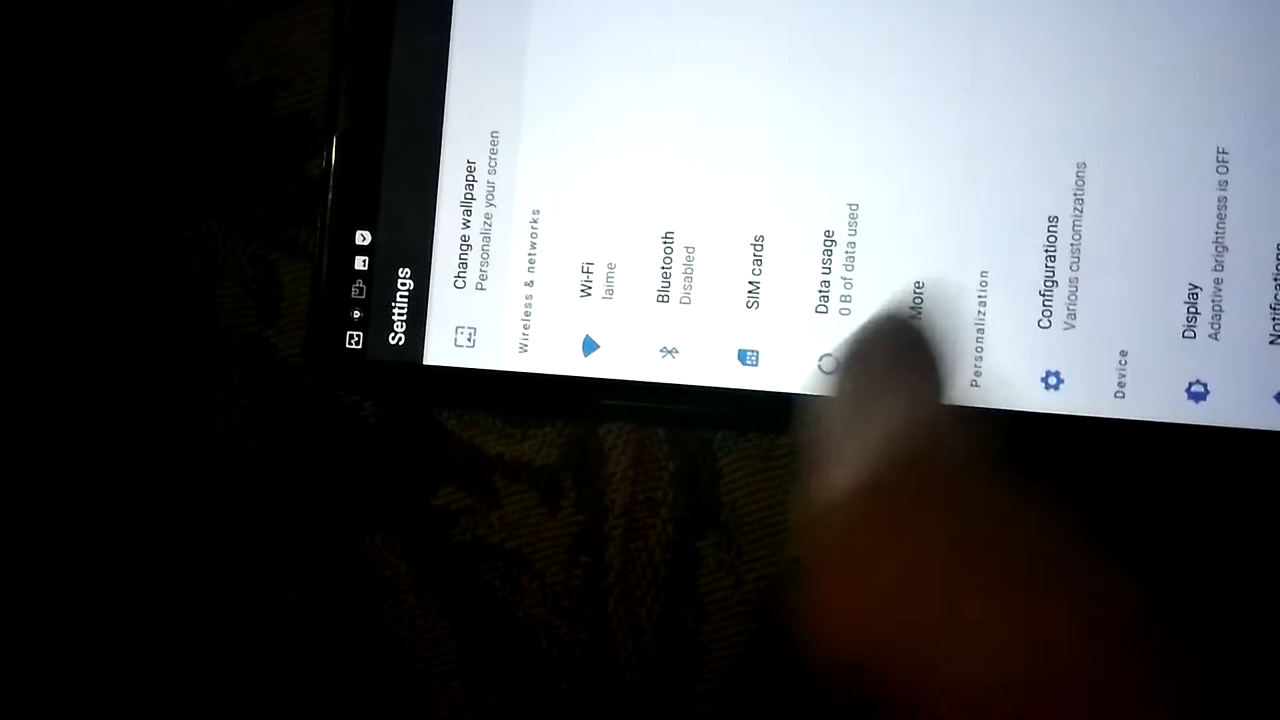 Settings
Change wallpaper
Personalize your screen
Wireless & networks
Wi-Fi
laime
Bluetooth
Disabled
SIM cards
Data usage
0 B of data used
More
Personalization
Configurations
Various customizations
Device
Display
Adaptive brightness is OFF